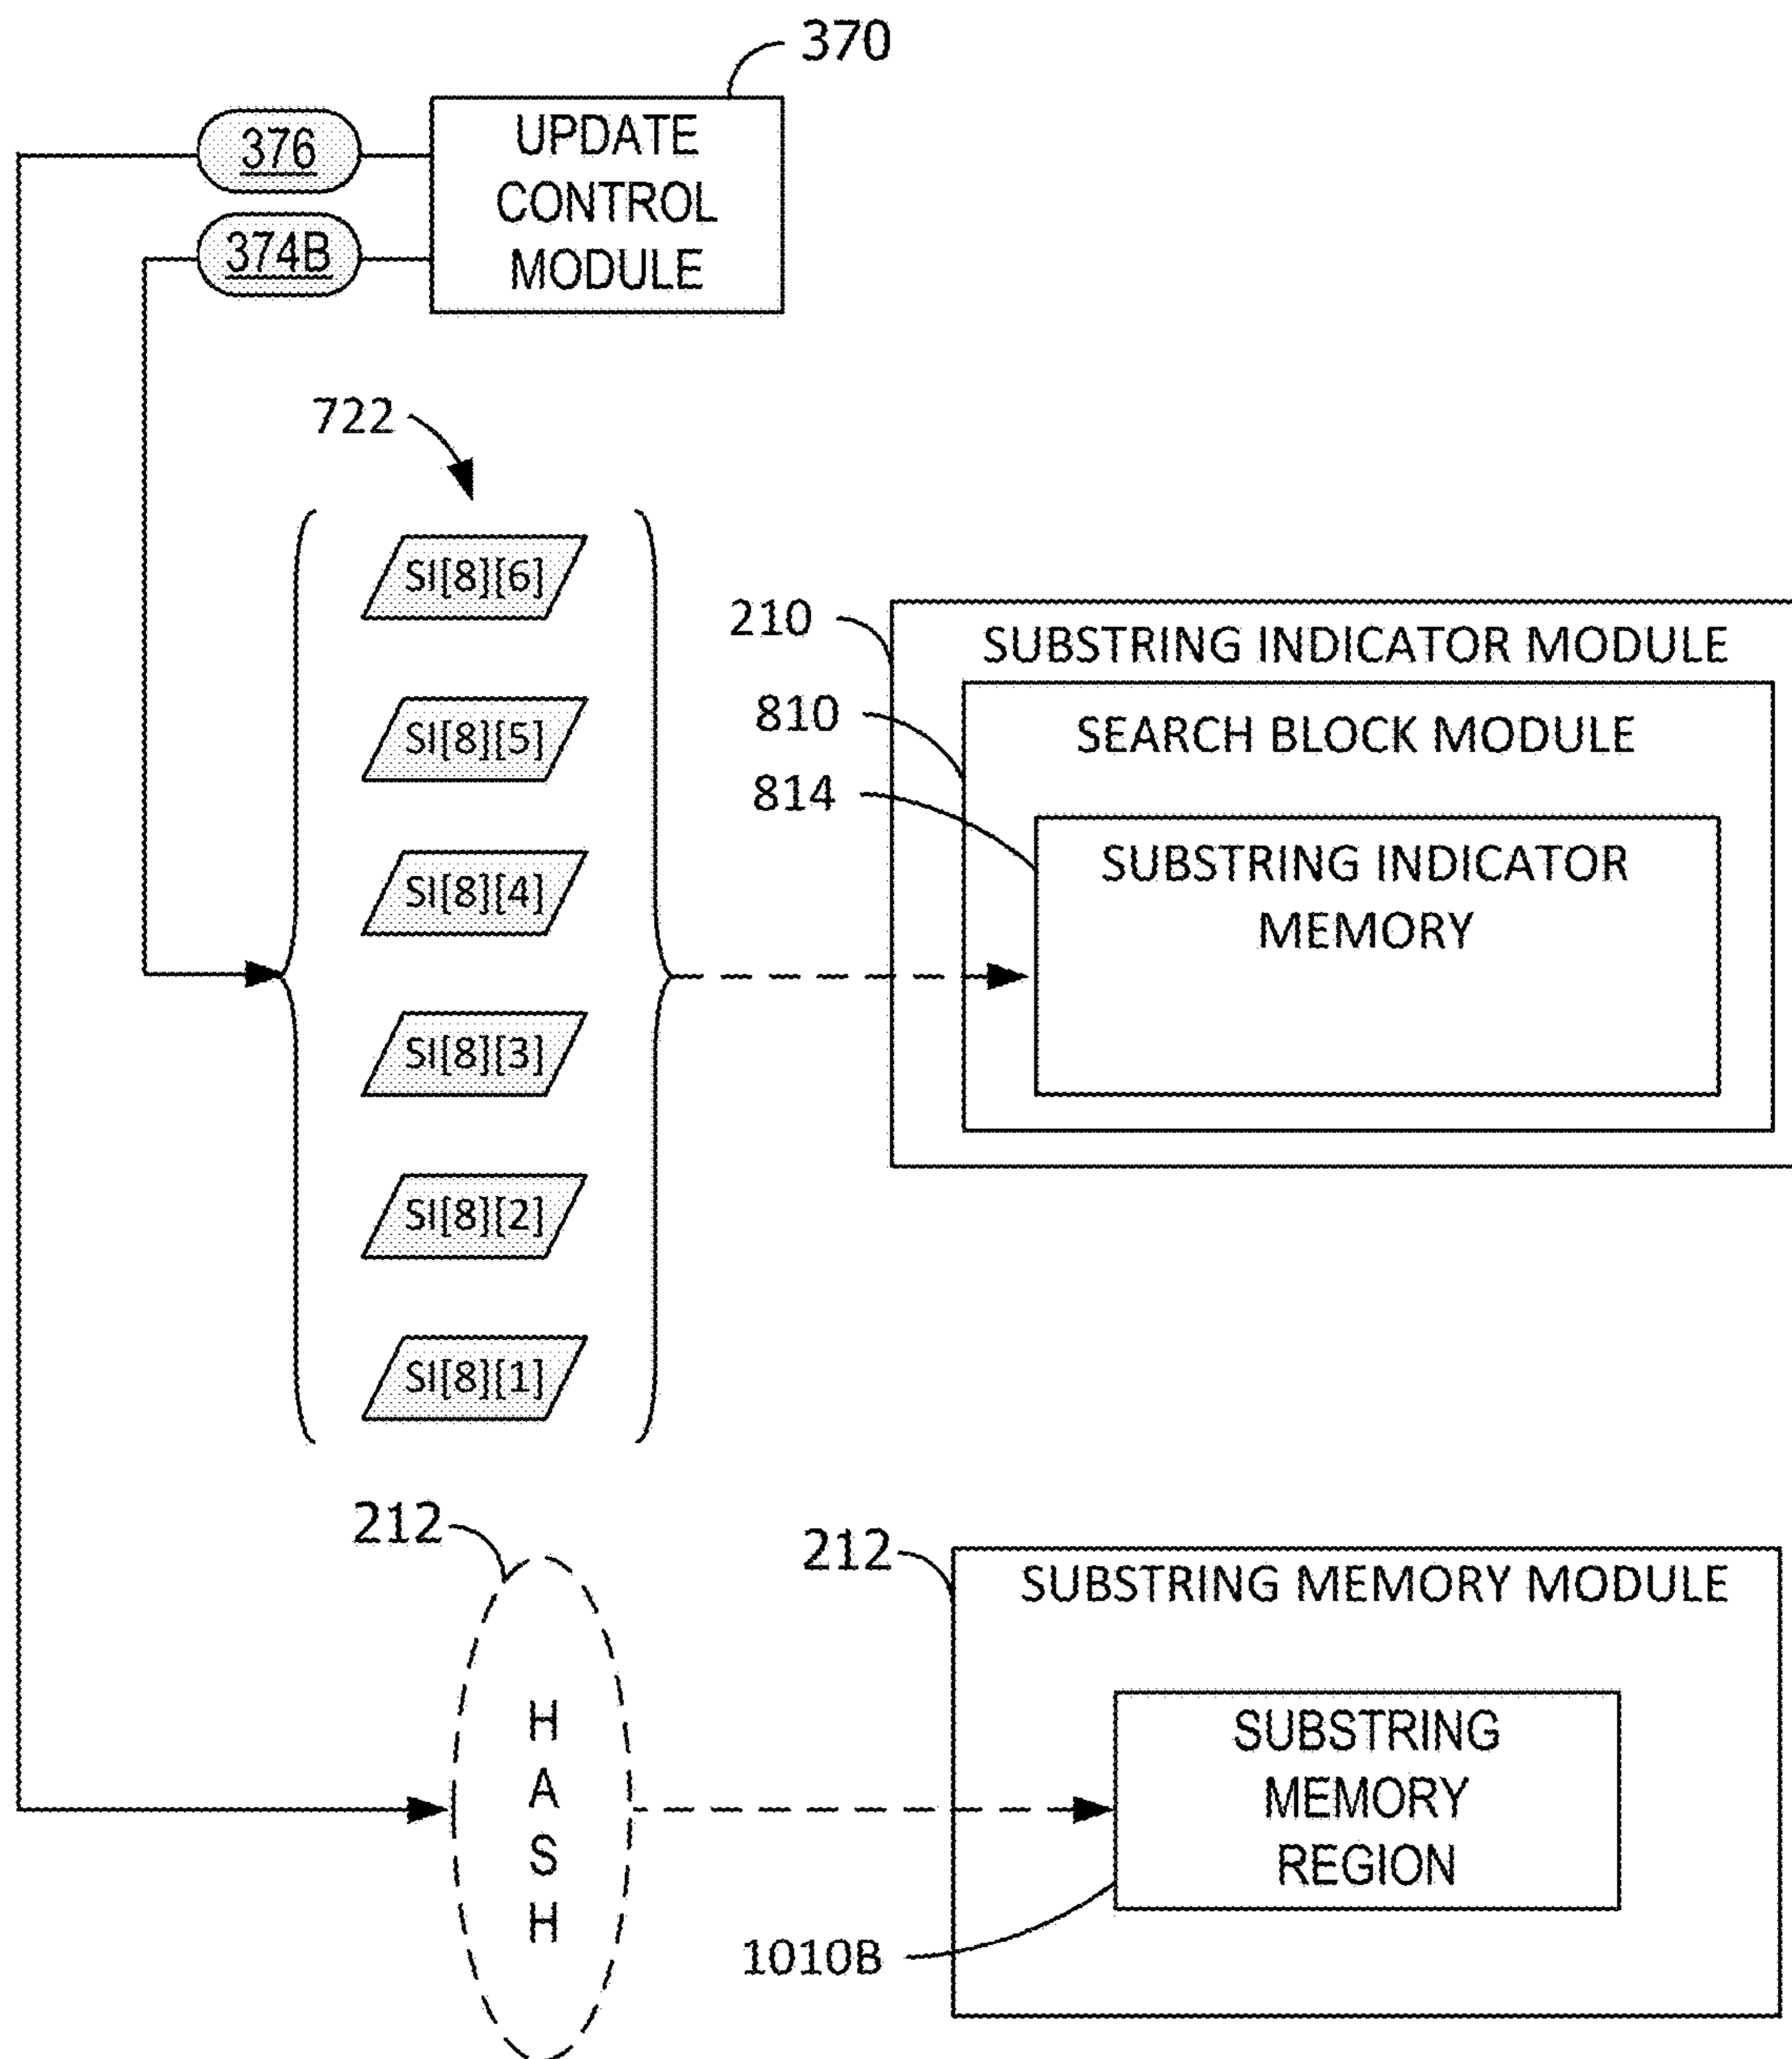 370
376
374B
UPDATE
CONTROL
MODULE
722
SI[8][6]
SI[8][5]
SI[8][4]
SI[8][3]
SI[8][2]
SI[8][1]
210
SUBSTRING INDICATOR MODULE
810
SEARCH BLOCK MODULE
814
SUBSTRING INDICATOR
MEMORY
212
H
A
S
H
212
SUBSTRING MEMORY MODULE
SUBSTRING
MEMORY
REGION
1010B